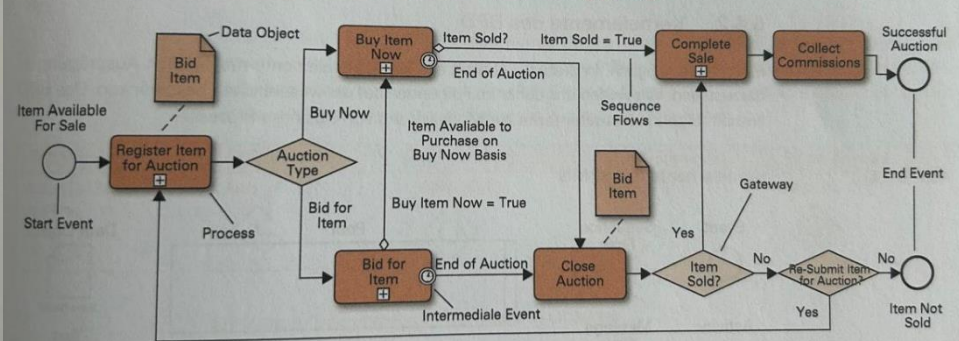 Data Object
Bid
Item
Item Available
For Sale
Start Event
Register Item
for Auction
Process
Auction
Type
Buy Now
Bid for
Item
Buy Item
Now
Item Sold?
Item Sold = True
End of Auction
Item Avaliable to
Purchase on
Buy Now Basis
Buy Item Now = True
Bid for
Item
End of Auction
Intermediale Event
Close
Auction
Bid
Item
Sequence
Flows
Complete
Sale
Collect
Commissions
Successful
Auction
End Event
Gateway
Yes
Item
Sold?
No
Re-Submit Item
for Auction?
No
Yes
Item Not
Sold